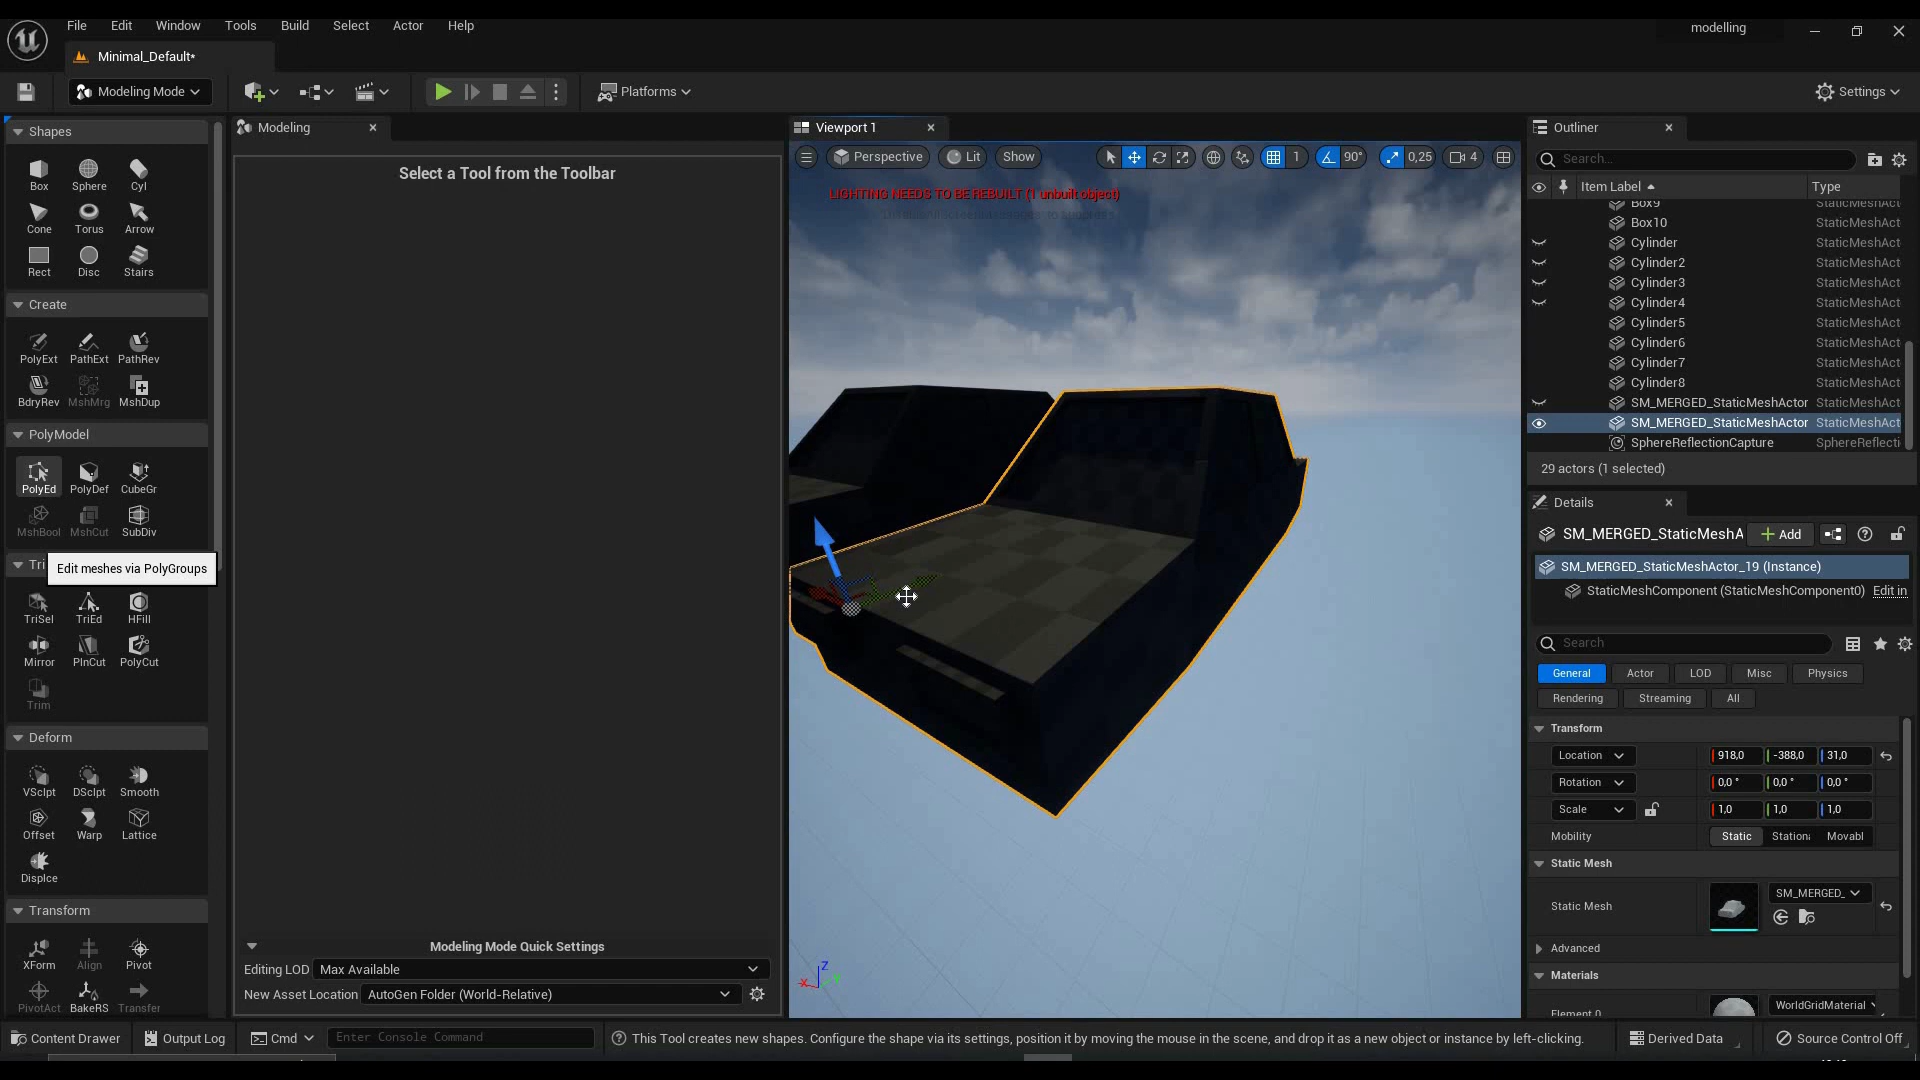 File Edit Window Tools Build Select Actor Help
modelling
Minimal_Default*
Modeling Mode
Platforms
Settings
Shapes
Box Sphere Cyl
Cone Torus Arrow
Rect Disc Stairs
Create
PolyExt PathExt PathRev
BdryRev MshMrg MshDup
PolyModel
PolyEd PolyDef CubeGr
MshBool MshCut SubDiv
Tri
Edit meshes via PolyGroups
TriSel TriEd HFill
Mirror PlnCut PolyCut
Trim
Deform
VSclpt DSclpt Smooth
Offset Warp Lattice
Displce
Transform
XForm Align Pivot
PivotAct BakeRS Transfer
Modeling
Select a Tool from the Toolbar
Modeling Mode Quick Settings
Editing LOD Max Available
New Asset Location AutoGen Folder (World-Relative)
Viewport 1
Perspective Lit Show 1 90° 0,25 4
LIGHTING NEEDS TO BE REBUILT (1 unbuilt object)
Z
X
Y
Outliner
Search...
Item Label Type
Box9 StaticMeshAct
Box10 StaticMeshAct
Cylinder StaticMeshAct
Cylinder2 StaticMeshAct
Cylinder3 StaticMeshAct
Cylinder4 StaticMeshAct
Cylinder5 StaticMeshAct
Cylinder6 StaticMeshAct
Cylinder7 StaticMeshAct
Cylinder8 StaticMeshAct
SM_MERGED_StaticMeshActor StaticMeshAct
SM_MERGED_StaticMeshActor StaticMeshAct
SphereReflectionCapture SphereReflecti
29 actors (1 selected)
Details
SM_MERGED_StaticMeshA Add
SM_MERGED_StaticMeshActor_19 (Instance)
StaticMeshComponent (StaticMeshComponent0) Edit in
Search
General Actor LOD Misc Physics
Rendering Streaming All
Transform
Location 918,0 -388,0 31,0
Rotation 0,0 ° 0,0 ° 0,0 °
Scale 1,0 1,0 1,0
Mobility Static Station Movabl
Static Mesh
Static Mesh SM_MERGED_
Advanced
Materials
Element 0 WorldGridMaterial
Content Drawer Output Log Cmd Enter Console Command
This Tool creates new shapes. Configure the shape via its settings, position it by moving the mouse in the scene, and drop it as a new object or instance by left-clicking.
Derived Data Source Control Off